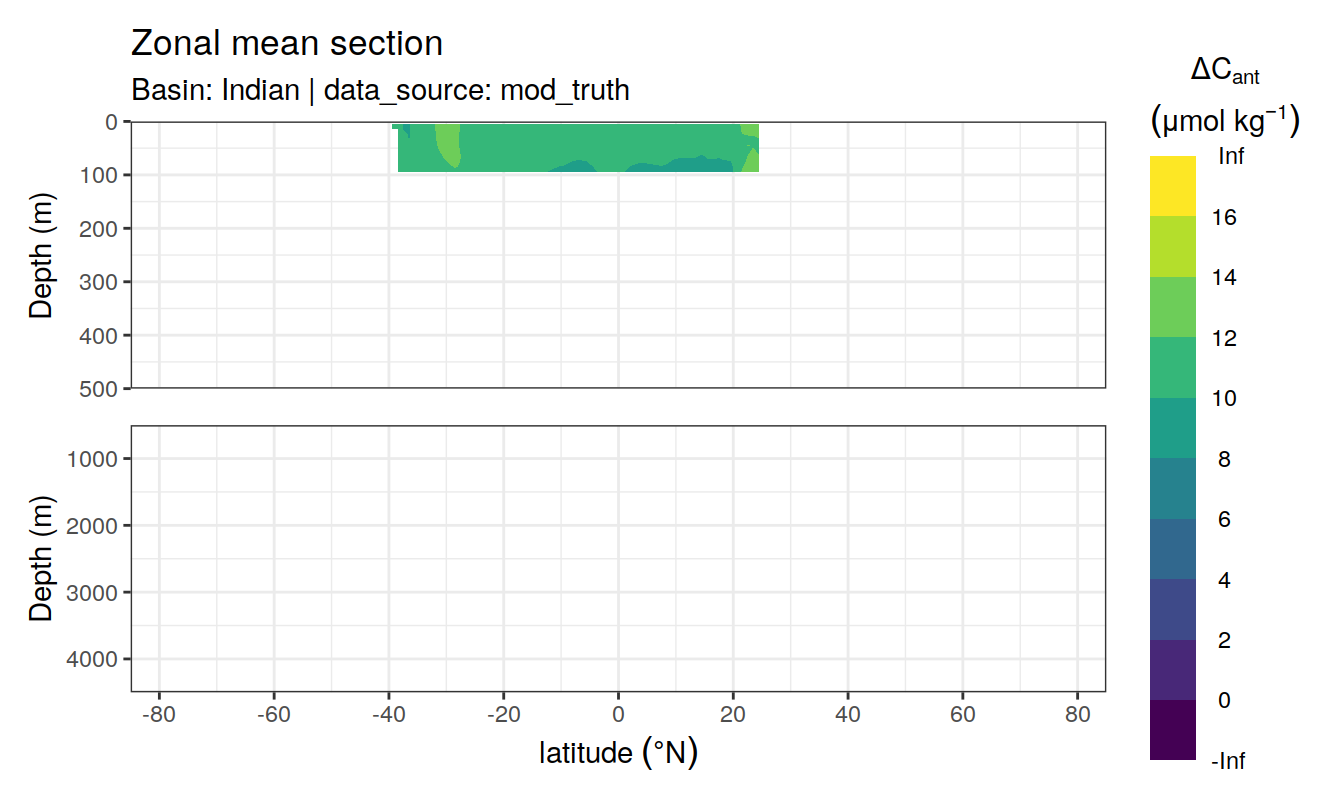 Zonal mean section
Basin: Indian | data_source: mod_truth
ΔCant
(μmol kg⁻¹)
Inf
16
14
12
10
8
6
4
2
0
-Inf
Depth (m)
0
100
200
300
400
500
Depth (m)
1000
2000
3000
4000
-80 -60 -40 -20 0 20 40 60 80
latitude (°N)